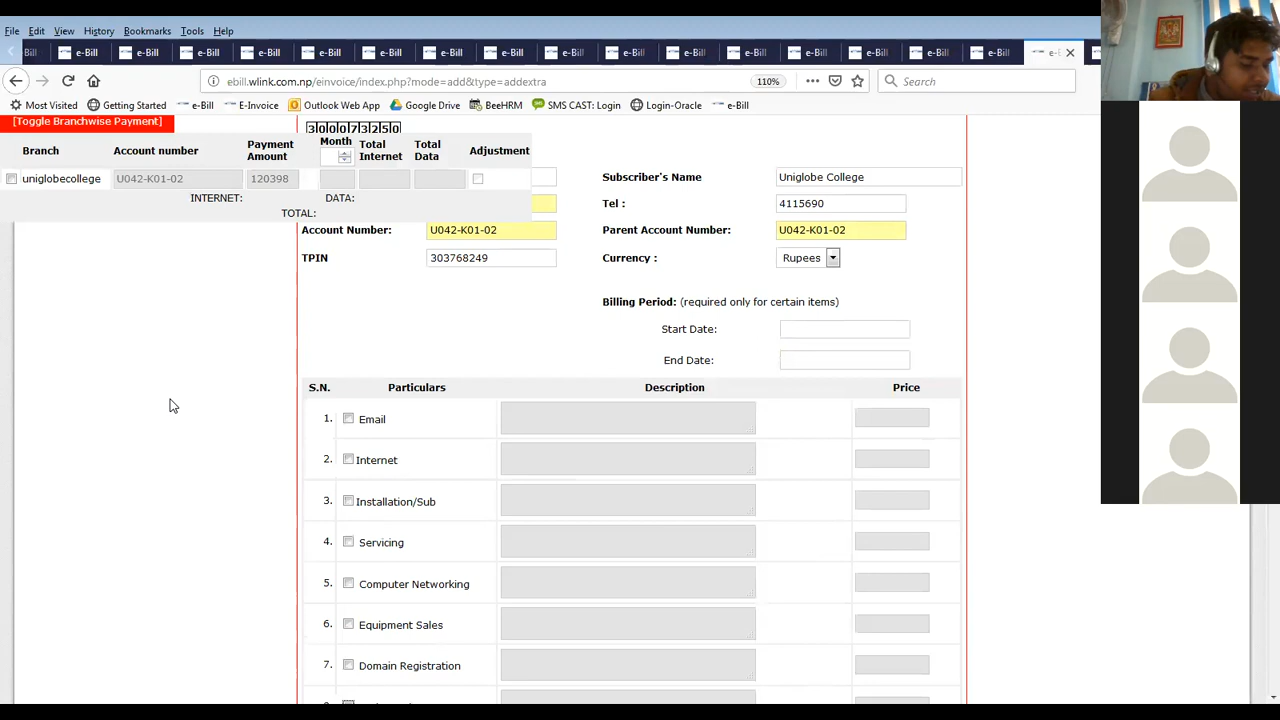 File Edit View History Bookmarks Tools Help
Bill e-Bill e-Bill e-Bill e-Bill e-Bill e-Bill e-Bill e-Bill e-Bill e-Bill e-Bill e-Bill e-Bill e-Bill e-Bill e-Bill e-Bill
ebill.wlink.com.np/einvoice/index.php?mode=add&type=addextra 110% Search
Most Visited Getting Started e-Bill E-Invoice Outlook Web App Google Drive BeeHRM SMS CAST: Login Login-Oracle e-Bill
[Toggle Branchwise Payment] 300073250
Branch Account number Payment Amount Month Total Internet Total Data Adjustment
uniglobecollege U042-K01-02 120398
INTERNET: DATA:
TOTAL:
Subscriber's Name Uniglobe College
Tel : 4115690
Account Number: U042-K01-02 Parent Account Number: U042-K01-02
TPIN 303768249 Currency : Rupees
Billing Period: (required only for certain items)
Start Date:
End Date:
S.N. Particulars Description Price
1. Email
2. Internet
3. Installation/Sub
4. Servicing
5. Computer Networking
6. Equipment Sales
7. Domain Registration